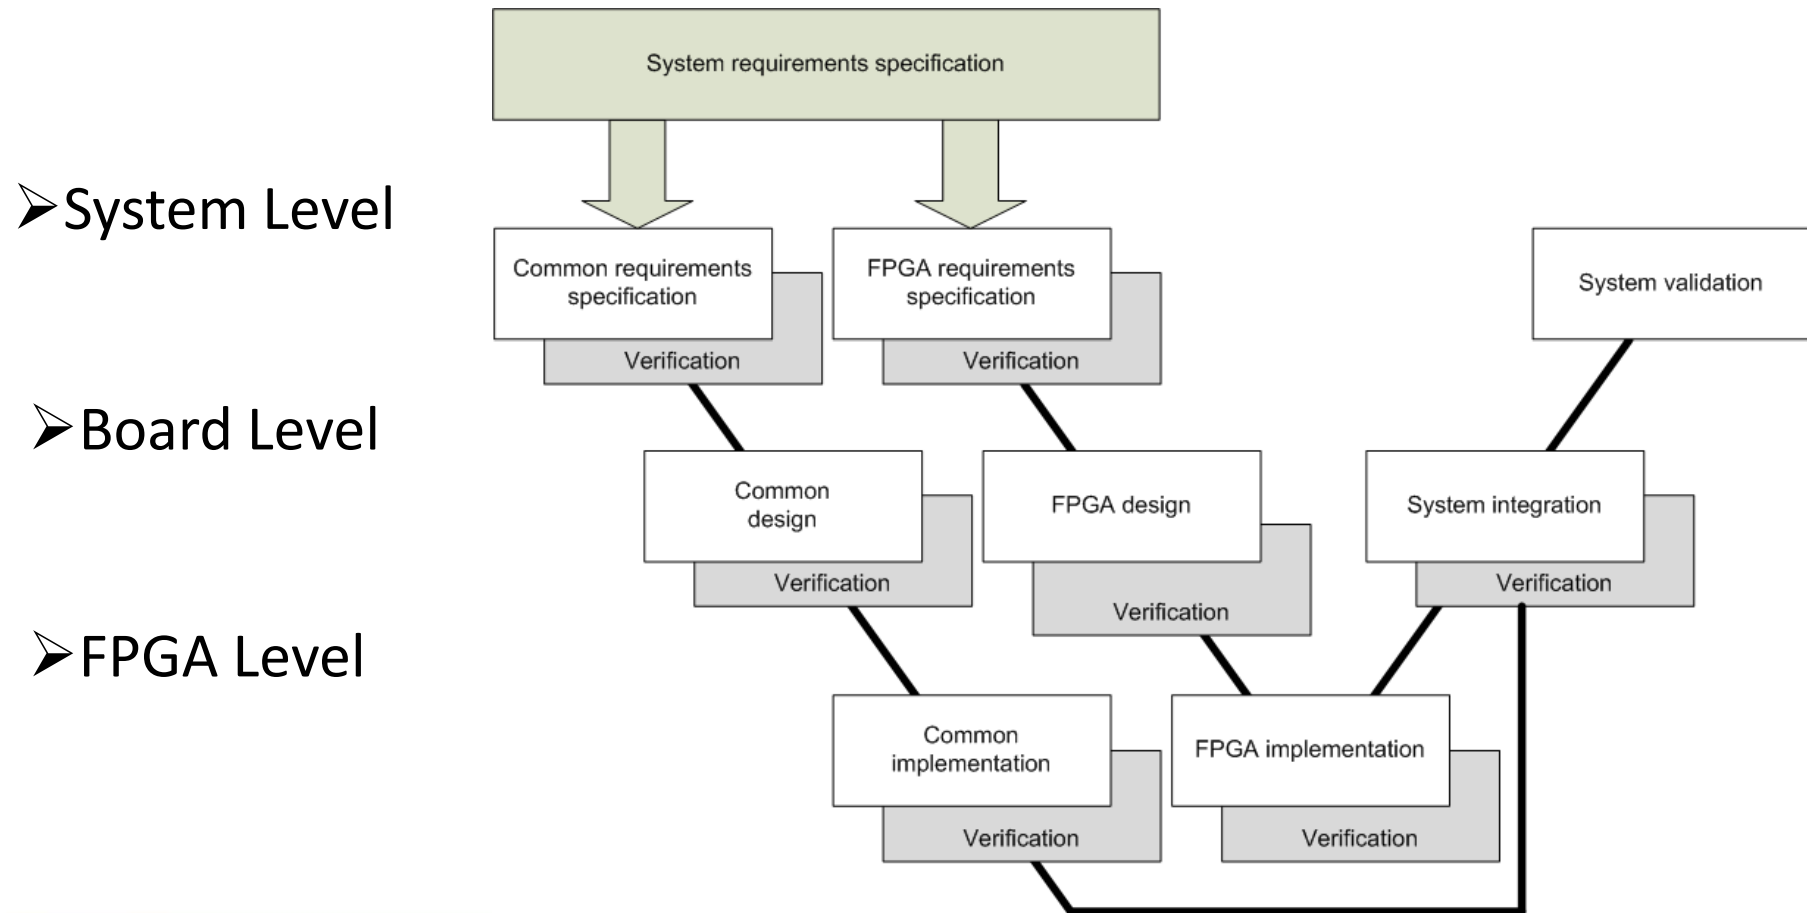 System requirements specification
➢System Level
Common requirements
specification
Verification
FPGA requirements
specification
Verification
System validation
➢Board Level
Common
design
Verification
FPGA design
Verification
System integration
Verification
➢FPGA Level
Common
implementation
Verification
FPGA implementation
Verification